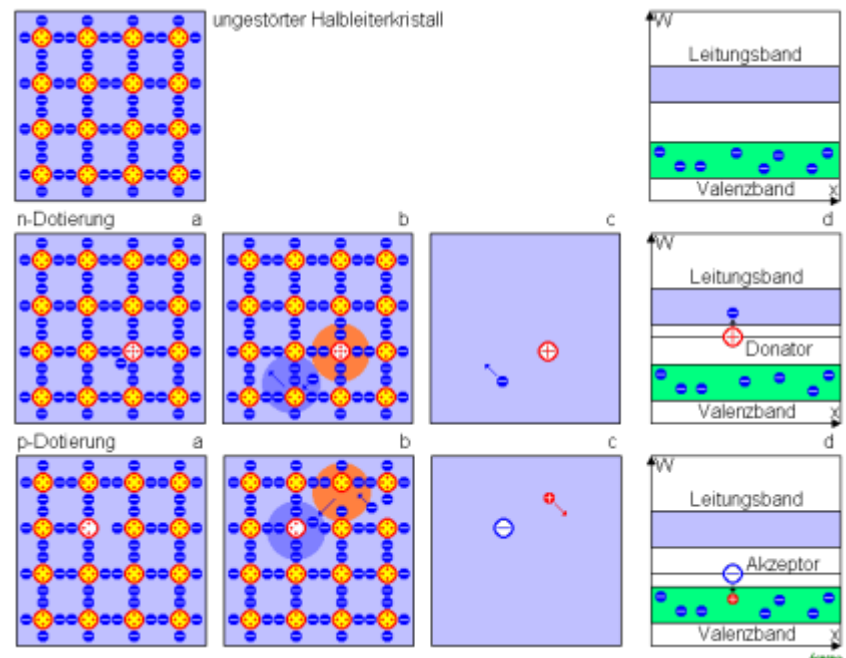 ungestörter Halbleiterkristall
W
Leitungsband
Valenzband x
n-Dotierung a b c d
W
Leitungsband
Donator
Valenzband x
p-Dotierung a b c d
W
Leitungsband
Akzeptor
Valenzband x